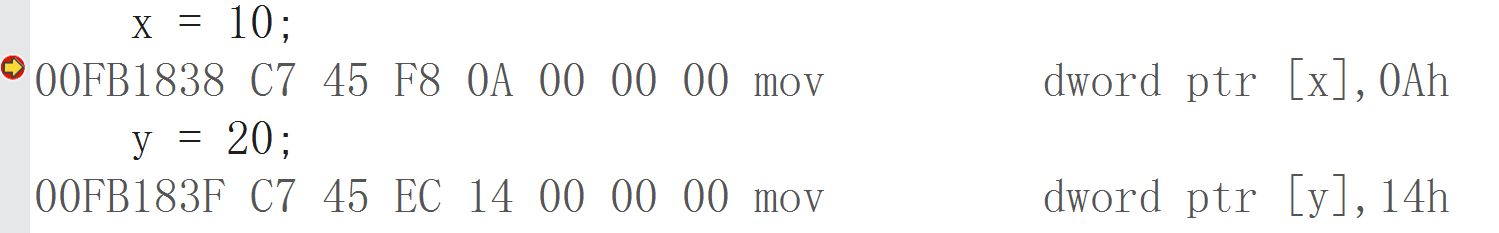 x = 10;
00FB1838 C7 45 F8 0A 00 00 00 mov dword ptr [x],0Ah
y = 20;
00FB183F C7 45 EC 14 00 00 00 mov dword ptr [y],14h